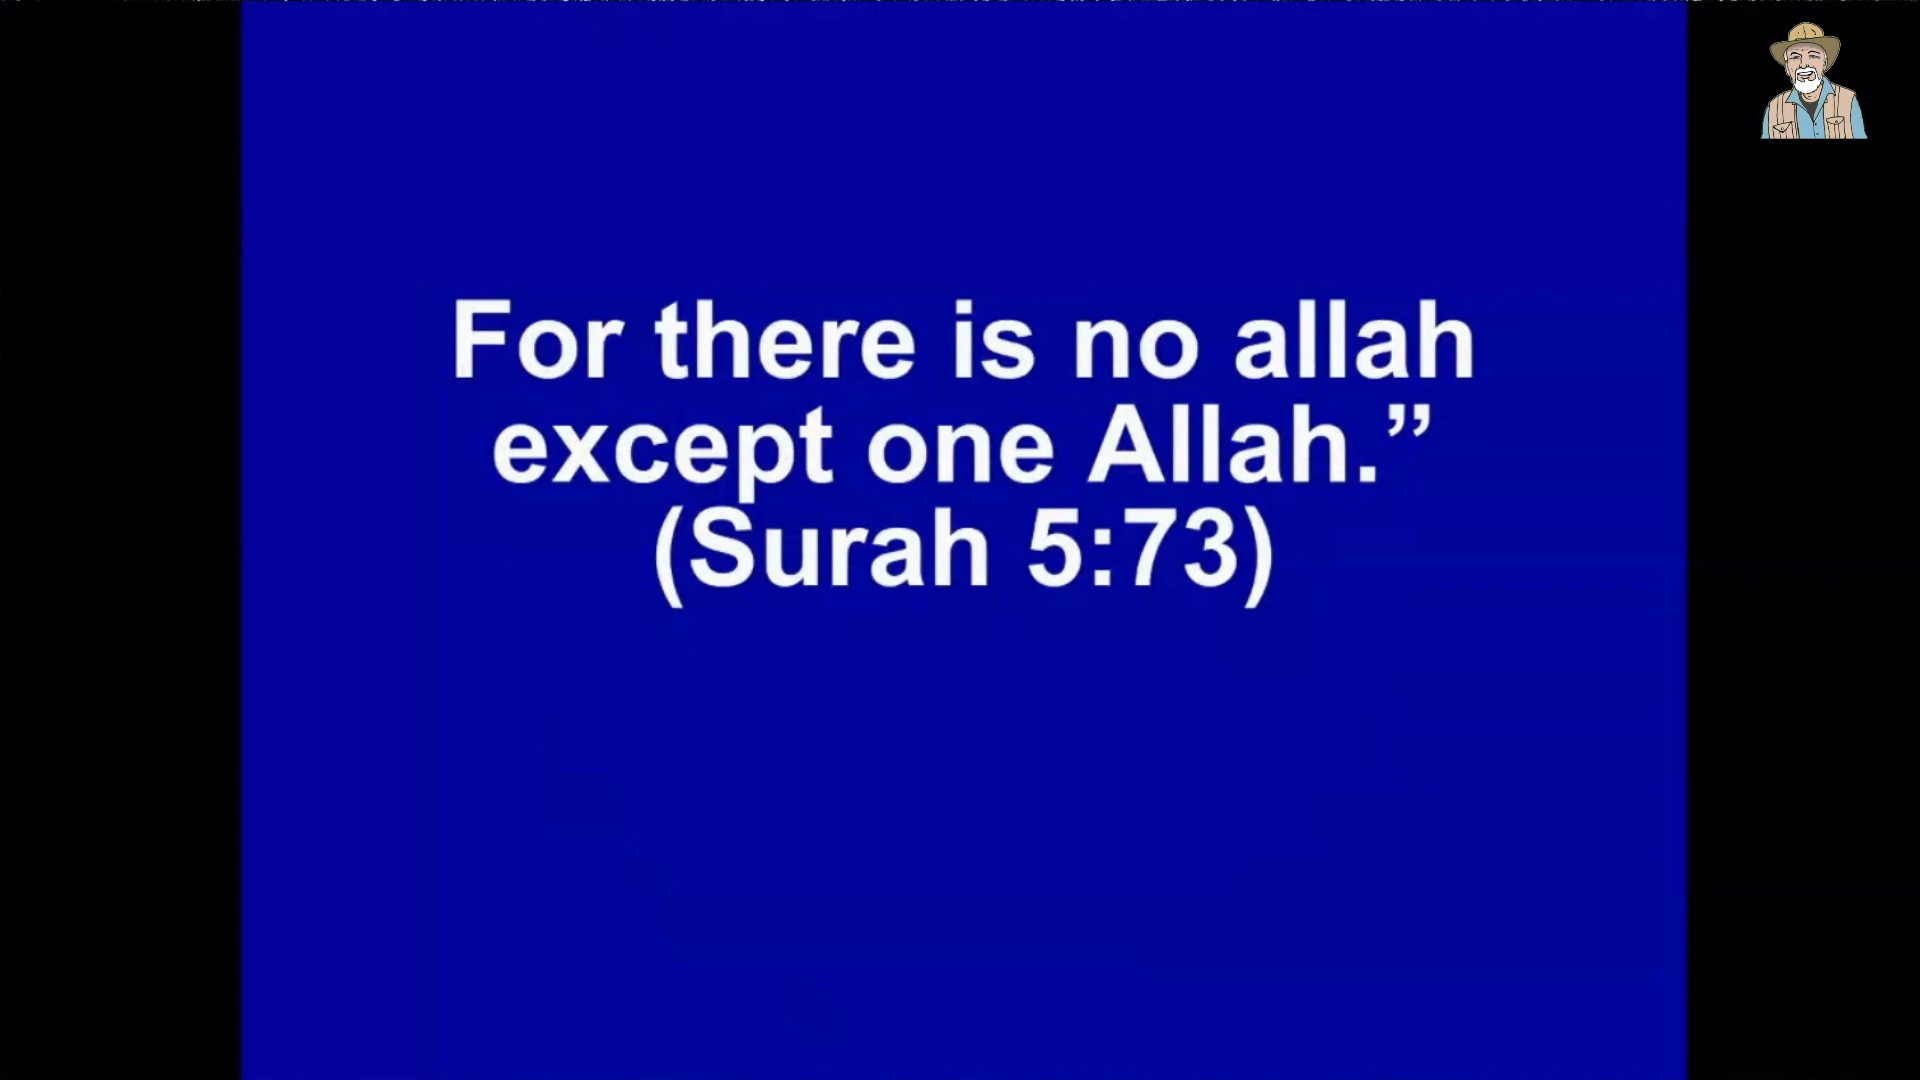 For there is no allah
except one Allah.”
(Surah 5:73)